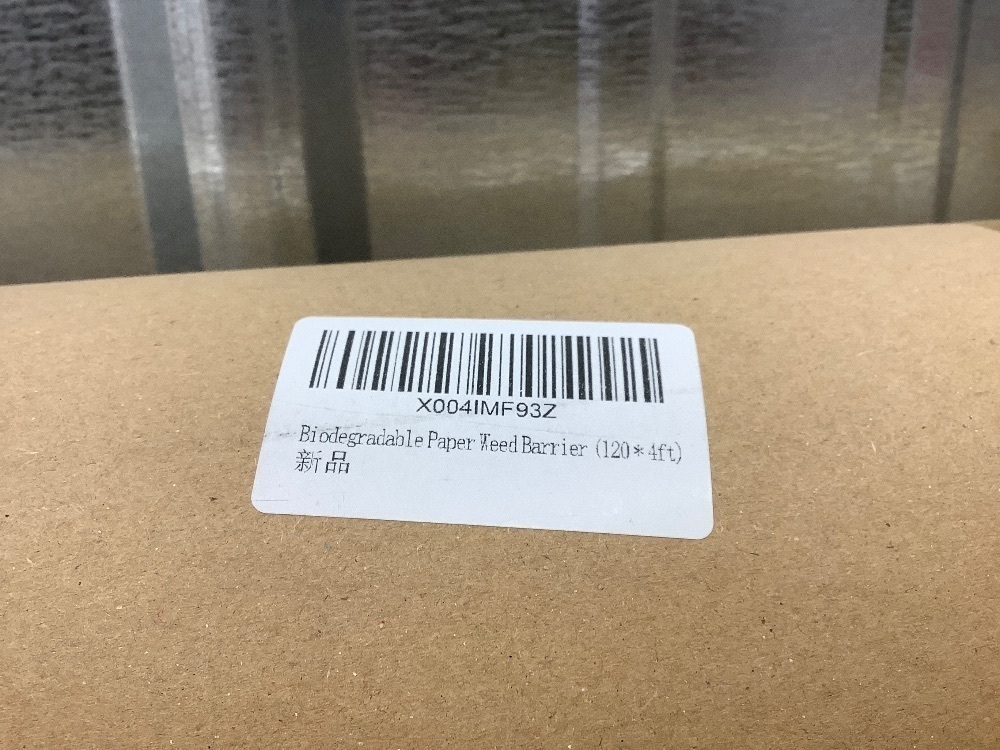 X004IMF93Z
Biodegradable Paper Weed Barrier (120*4ft)
新品